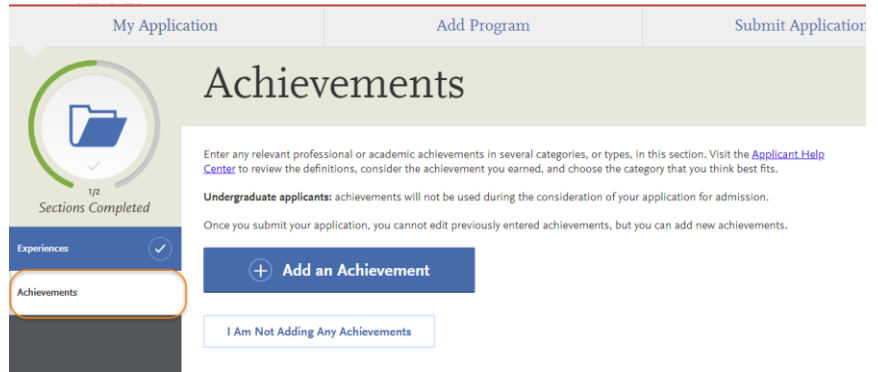 My Application
Add Program
Submit Application
Achievements
1/2
Sections Completed
Experiences
Achievements
Enter any relevant professional or academic achievements in several categories, or types, in this section. Visit the Applicant Help
Center to review the definitions, consider the achievement you earned, and choose the category that you think best fits.
Undergraduate applicants: achievements will not be used during the consideration of your application for admission.
Once you submit your application, you cannot edit previously entered achievements, but you can add new achievements.
Add an Achievement
I Am Not Adding Any Achievements